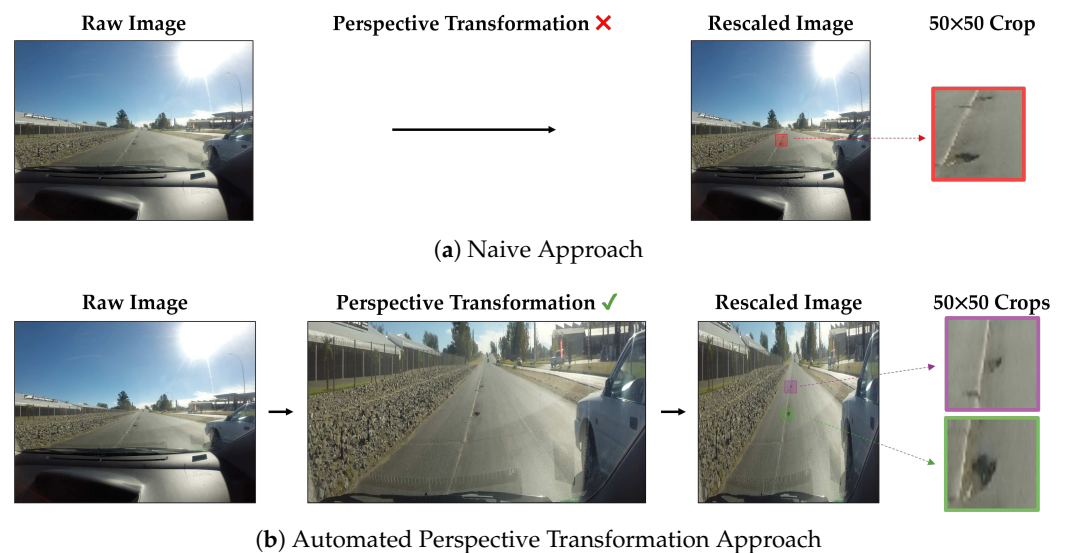 Raw Image
Perspective Transformation ✕
Rescaled Image
50×50 Crop
(a) Naive Approach
Raw Image
Perspective Transformation ✓
Rescaled Image
50×50 Crops
(b) Automated Perspective Transformation Approach